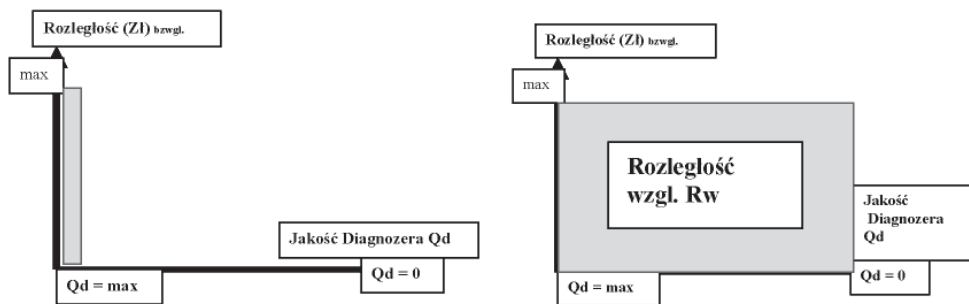 Rozległość (Zł) bzwgl.
max
Jakość Diagnozera Qd
Qd = max
Qd = 0
Rozległość (Zł) bzwgl.
max
Rozległość
wzgl. Rw
Jakość
Diagnozera
Qd
Qd = max
Qd = 0